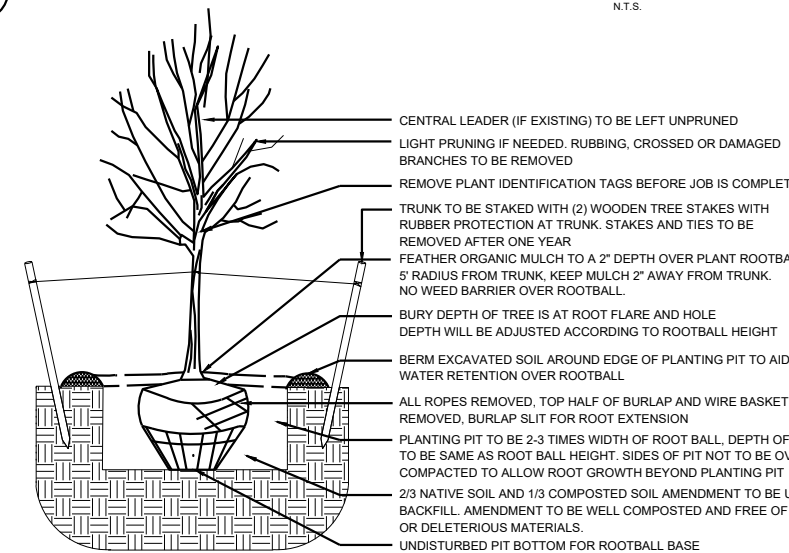 N.T.S.
CENTRAL LEADER (IF EXISTING) TO BE LEFT UNPRUNED
LIGHT PRUNING IF NEEDED. RUBBING, CROSSED OR DAMAGED
BRANCHES TO BE REMOVED
REMOVE PLANT IDENTIFICATION TAGS BEFORE JOB IS COMPLET
TRUNK TO BE STAKED WITH (2) WOODEN TREE STAKES WITH
RUBBER PROTECTION AT TRUNK. STAKES AND TIES TO BE
REMOVED AFTER ONE YEAR
FEATHER ORGANIC MULCH TO A 2" DEPTH OVER PLANT ROOTBA
5' RADIUS FROM TRUNK, KEEP MULCH 2" AWAY FROM TRUNK.
NO WEED BARRIER OVER ROOTBALL.
BURY DEPTH OF TREE IS AT ROOT FLARE AND HOLE
DEPTH WILL BE ADJUSTED ACCORDING TO ROOTBALL HEIGHT
BERM EXCAVATED SOIL AROUND EDGE OF PLANTING PIT TO AID
WATER RETENTION OVER ROOTBALL
ALL ROPES REMOVED, TOP HALF OF BURLAP AND WIRE BASKET
REMOVED, BURLAP SLIT FOR ROOT EXTENSION
PLANTING PIT TO BE 2-3 TIMES WIDTH OF ROOT BALL, DEPTH OF
TO BE SAME AS ROOT BALL HEIGHT. SIDES OF PIT NOT TO BE OV
COMPACTED TO ALLOW ROOT GROWTH BEYOND PLANTING PIT
2/3 NATIVE SOIL AND 1/3 COMPOSTED SOIL AMENDMENT TO BE U
BACKFILL. AMENDMENT TO BE WELL COMPOSTED AND FREE OF
OR DELETERIOUS MATERIALS.
UNDISTURBED PIT BOTTOM FOR ROOTBALL BASE